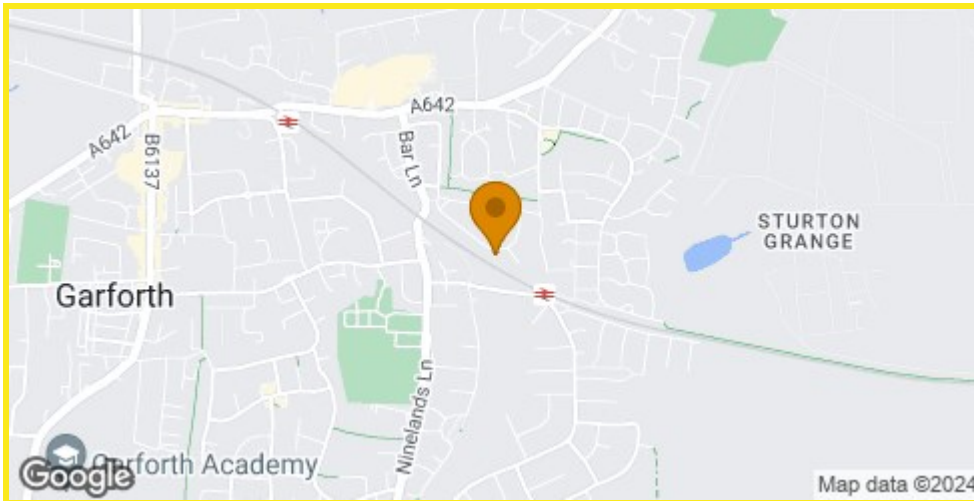 A642
A642
B6137
Bar Ln
STURTON
GRANGE
Garforth
Ninelands Ln
Garforth Academy
Google
Map data ©2024